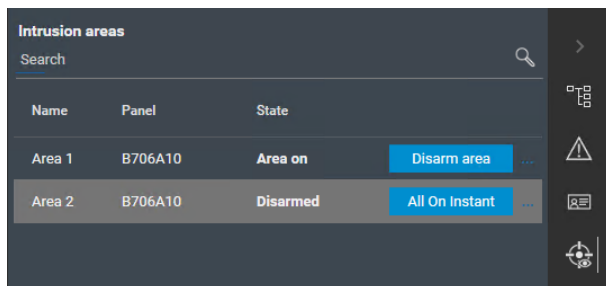 Intrusion areas
Search
Name Panel State
Area 1 B706A10 Area on Disarm area ...
Area 2 B706A10 Disarmed All On Instant ...